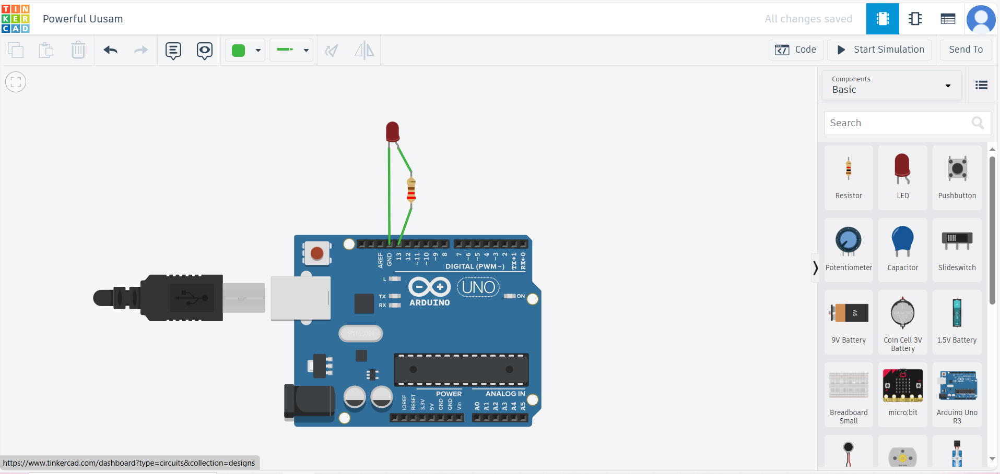 TIN
KER
CAD
Powerful Uusam
All changes saved
Code
Start Simulation
Send To
Components
Basic
Search
Resistor
LED
Pushbutton
Potentiometer
Capacitor
Slideswitch
9V
9V Battery
Coin Cell 3V
Battery
1.5V Battery
Breadboard
Small
micro:bit
Arduino Uno
R3
AREF
GND
13
12
~11
~10
~9
8
7
~6
~5
4
~3
2
TX→1
RX←0
DIGITAL (PWM~)
L
TX
RX
ARDUINO
UNO
ON
SPK16.000G
POWER
ANALOG IN
IOREF
RESET
3.3V
5V
GND
GND
Vin
A0
A1
A2
A3
A4
A5
https://www.tinkercad.com/dashboard?type=circuits&collection=designs